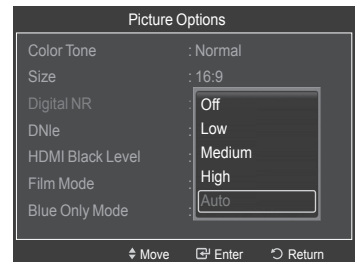 Picture Options
Color Tone : Normal
Size : 16:9
Digital NR :
Off
DNIe :
Low
HDMI Black Level :
Medium
Film Mode :
High
Blue Only Mode :
Auto
Move Enter Return